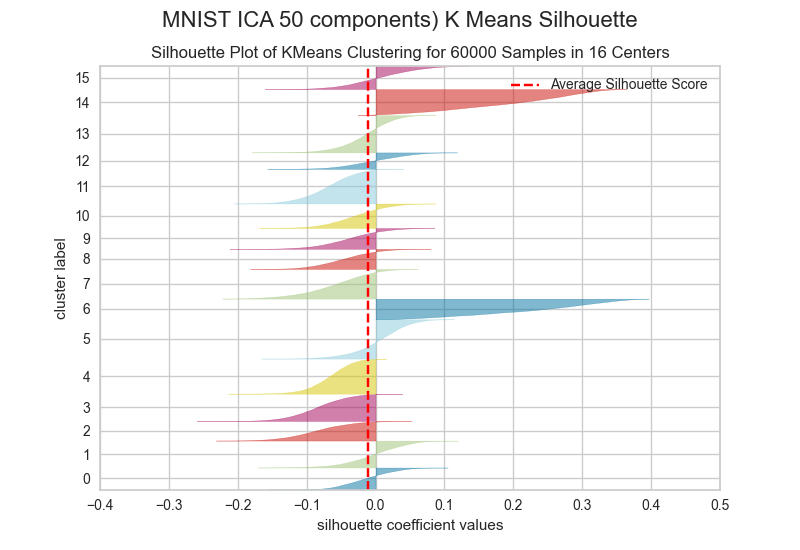 MNIST ICA 50 components) K Means Silhouette
Silhouette Plot of KMeans Clustering for 60000 Samples in 16 Centers
Average Silhouette Score
cluster label
15
14
13
12
11
10
9
8
7
6
5
4
3
2
1
0
−0.4 −0.3 −0.2 −0.1 0.0 0.1 0.2 0.3 0.4 0.5
silhouette coefficient values